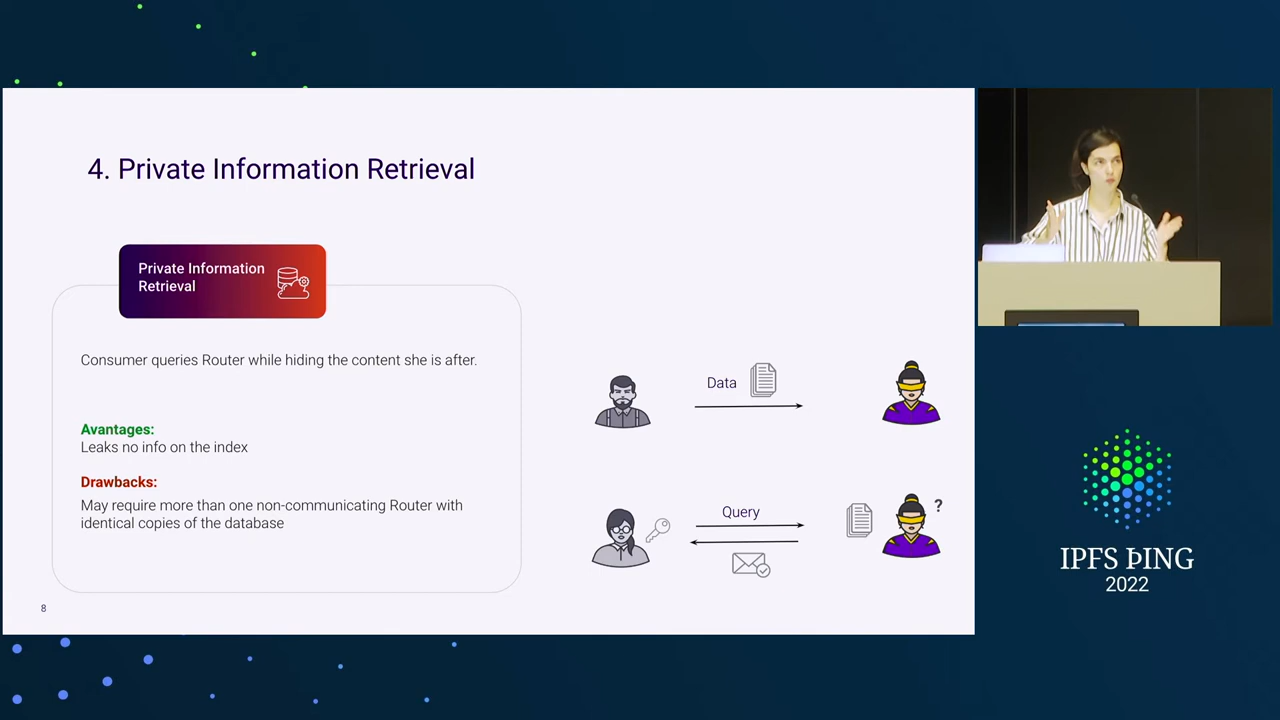 4. Private Information Retrieval
Private Information
Retrieval
Consumer queries Router while hiding the content she is after.
Avantages:
Leaks no info on the index
Drawbacks:
May require more than one non-communicating Router with
identical copies of the database
8
Data
Query
?
IPFS ÞING
2022